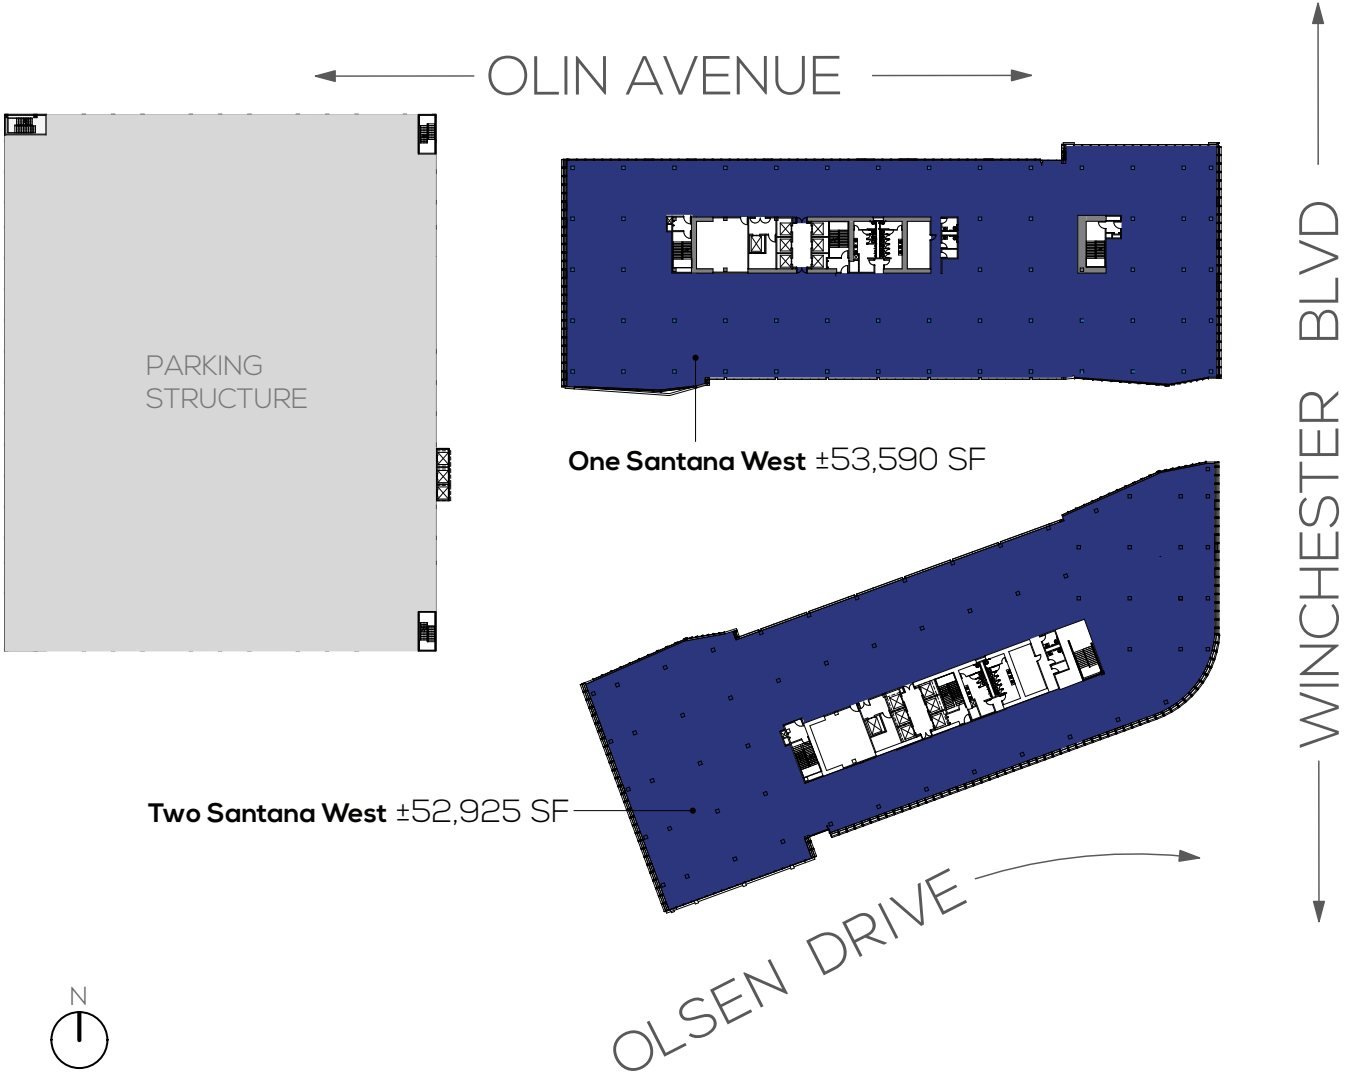 OLIN AVENUE
WINCHESTER BLVD
PARKING
STRUCTURE
One Santana West ±53,590 SF
Two Santana West ±52,925 SF
OLSEN DRIVE
N